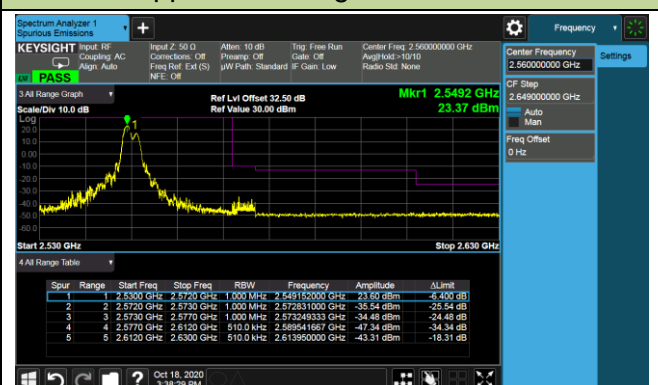 Spectrum Analyzer 1
Spurious Emissions
+
Frequency
KEYSIGHT
Input: RF
Coupling: AC
Align: Auto
Input Z: 50 Ω
Corrections: Off
Freq Ref: Ext (S)
NFE: Off
Atten: 10 dB
Preamp: Off
µW Path: Standard
Trig: Free Run
Gate: Off
IF Gain: Low
Center Freq: 2.560000000 GHz
Avg|Hold:>10/10
Radio Std: None
PASS
Center Frequency
2.560000000 GHz
Settings
CF Step
2.649000000 GHz
Auto
Man
Freq Offset
0 Hz
3 All Range Graph
Scale/Div 10.0 dB
Ref Lvl Offset 32.50 dB
Ref Value 30.00 dBm
Mkr1 2.5492 GHz
23.37 dBm
Log
20.0
10.0
0.00
-10.0
-20.0
-30.0
-40.0
-50.0
-60.0
1
Start 2.530 GHz
Stop 2.630 GHz
4 All Range Table
Spur Range Start Freq Stop Freq RBW Frequency Amplitude ΔLimit
1 1 2.5300 GHz 2.5720 GHz 1.000 MHz 2.549152000 GHz 23.60 dBm -6.400 dB
2 2 2.5720 GHz 2.5730 GHz 1.000 MHz 2.572831000 GHz -35.54 dBm -25.54 dB
3 3 2.5730 GHz 2.5770 GHz 1.000 MHz 2.573249333 GHz -34.48 dBm -24.48 dB
4 4 2.5770 GHz 2.6120 GHz 510.0 kHz 2.589541667 GHz -47.34 dBm -34.34 dB
5 5 2.6120 GHz 2.6300 GHz 510.0 kHz 2.613950000 GHz -43.31 dBm -18.31 dB
?
Oct 18, 2020
3:38:29 PM